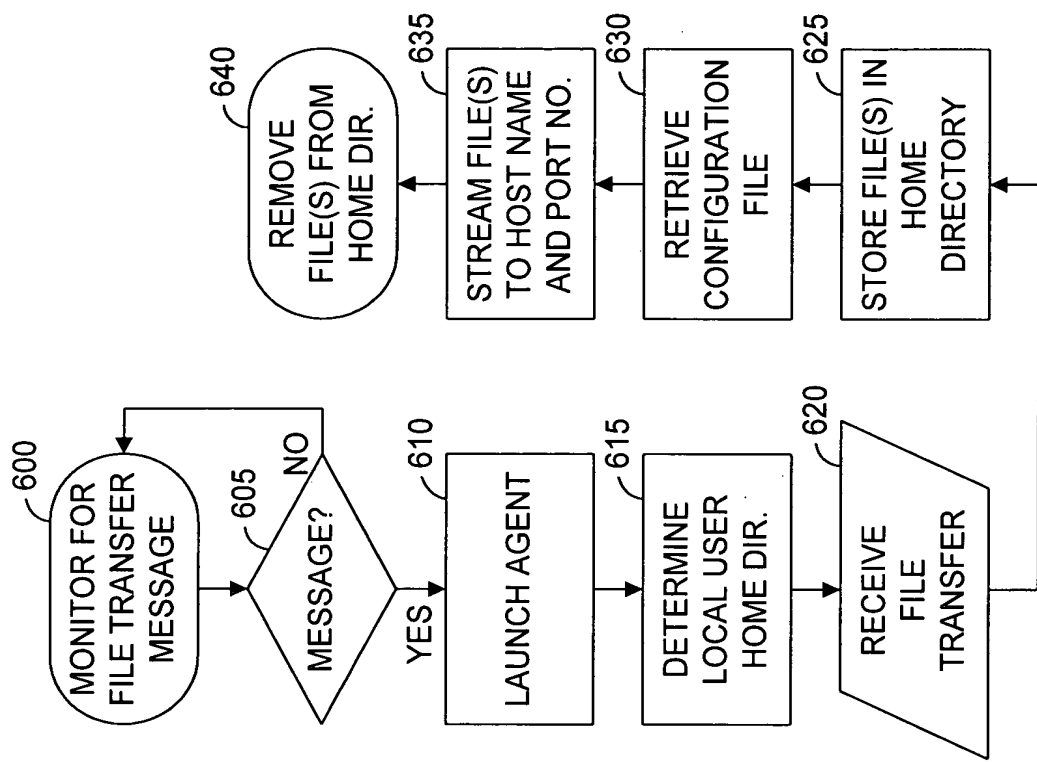 600
MONITOR FOR
FILE TRANSFER
MESSAGE
605
MESSAGE?
NO
YES
610
LAUNCH AGENT
615
DETERMINE
LOCAL USER
HOME DIR.
620
RECEIVE
FILE
TRANSFER
625
STORE FILE(S) IN
HOME
DIRECTORY
630
RETRIEVE
CONFIGURATION
FILE
635
STREAM FILE(S)
TO HOST NAME
AND PORT NO.
640
REMOVE
FILE(S) FROM
HOME DIR.